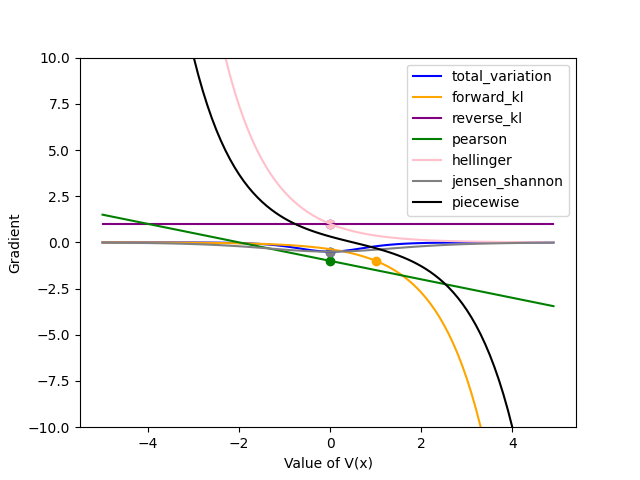 10.0
7.5
5.0
2.5
0.0
−2.5
−5.0
−7.5
−10.0
Gradient
−4
−2
0
2
4
Value of V(x)
total_variation
forward_kl
reverse_kl
pearson
hellinger
jensen_shannon
piecewise